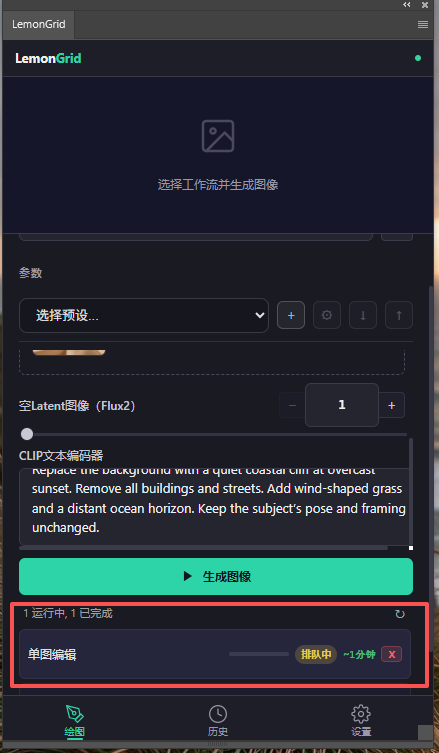 LemonGrid
LemonGrid
选择工作流并生成图像
参数
选择预设...
+
空Latent图像（Flux2）
− 1 +
CLIP文本编码器
Replace the background with a quiet coastal cliff at overcast
sunset. Remove all buildings and streets. Add wind-shaped grass
and a distant ocean horizon. Keep the subject's pose and framing
unchanged.
生成图像
1 运行中, 1 已完成
单图编辑 排队中 ~1分钟 X
绘图 历史 设置